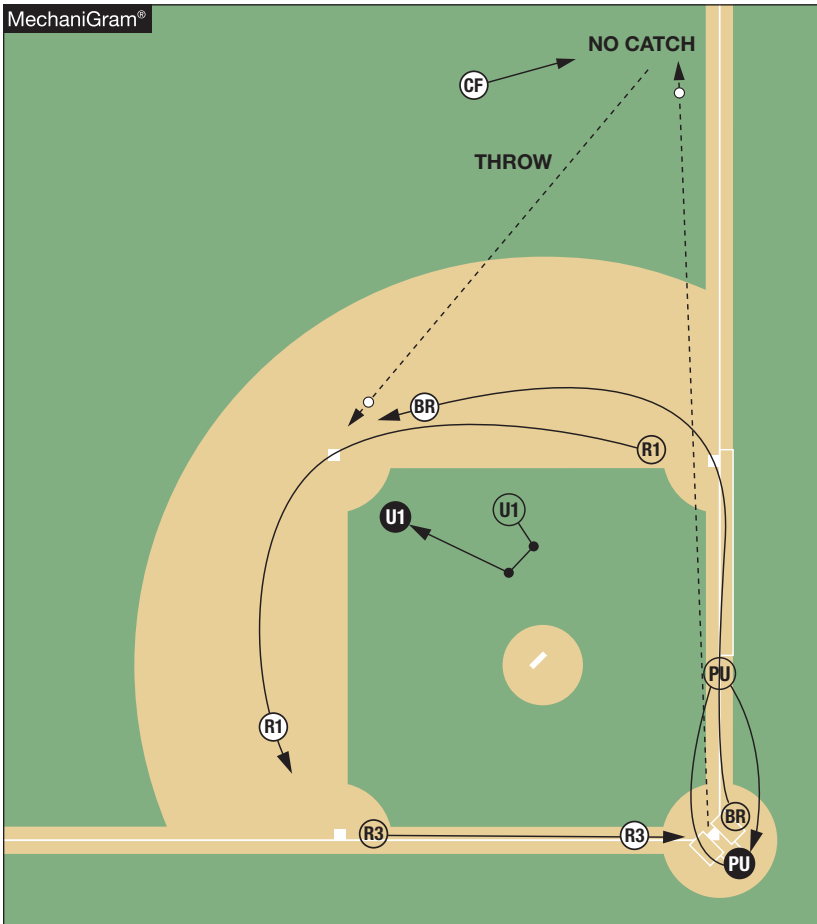 MechaniGram®
NO CATCH
CF
THROW
BR
R1
U1
U1
PU
R1
BR
R3
R3
PU